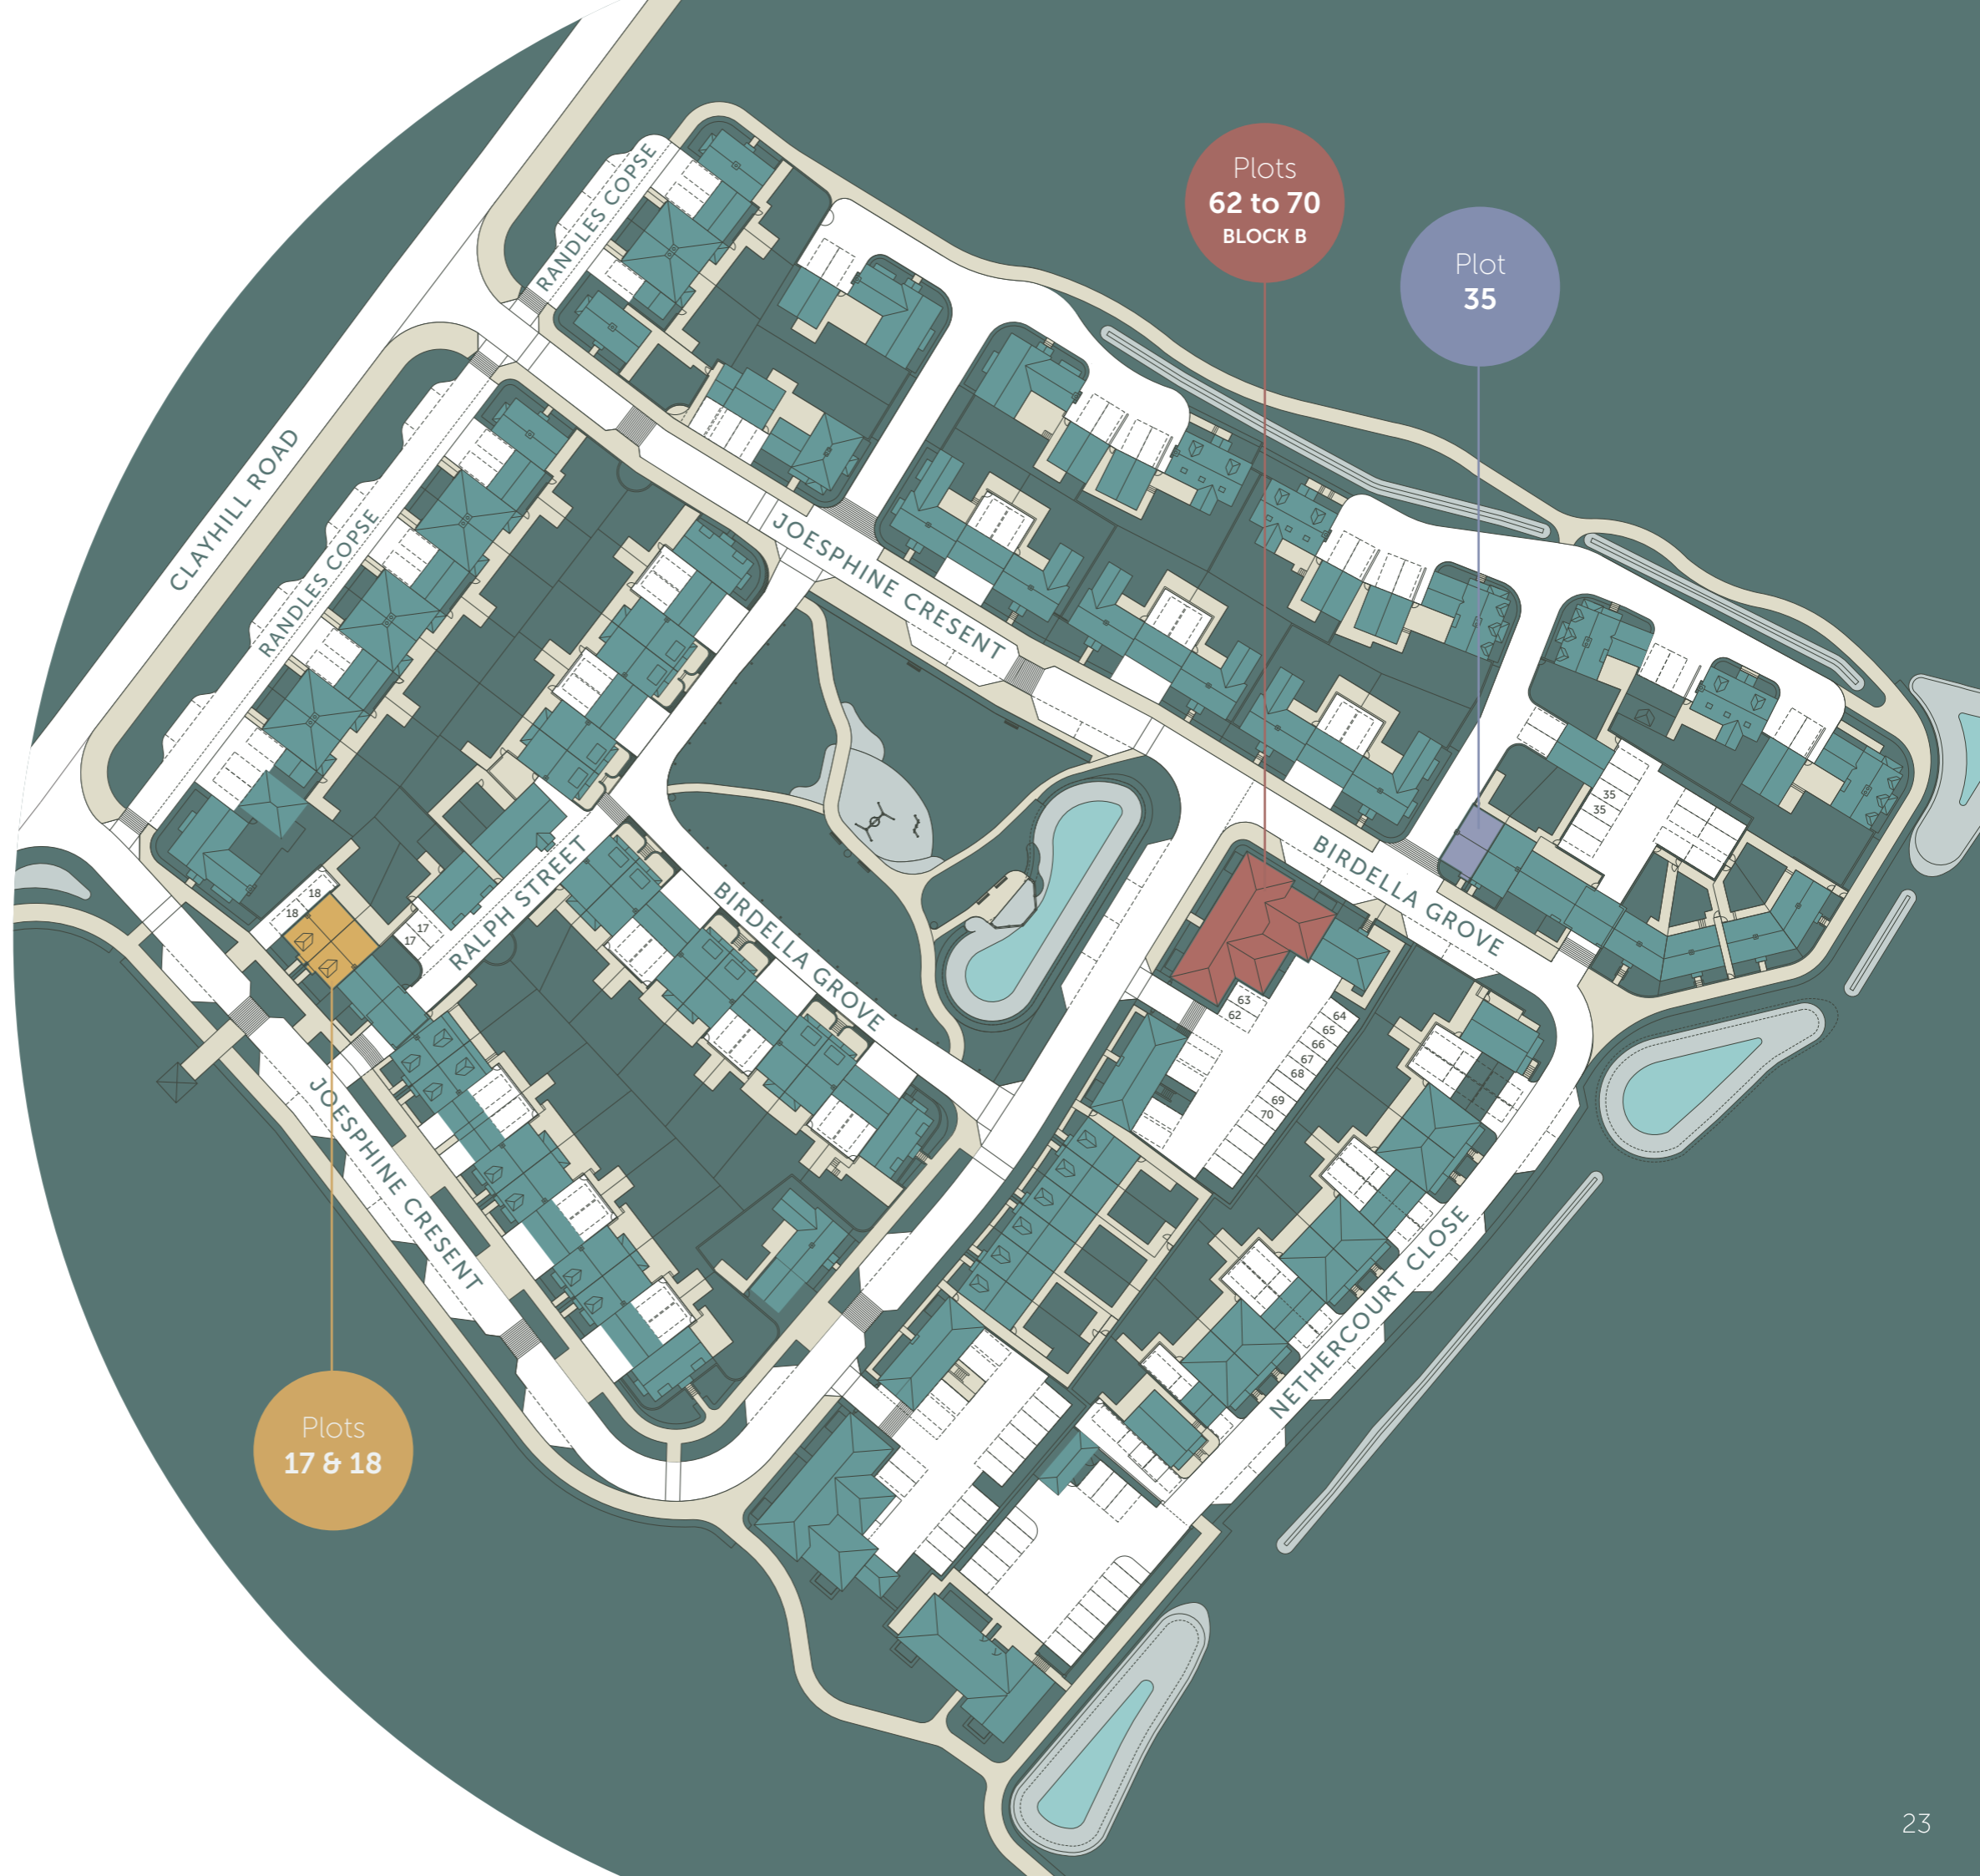 RANDLES COPSE
Plots
62 to 70
BLOCK B
Plot
35
CLAYHILL ROAD
RANDLES COPSE
JOESPHINE CRESENT
35
35
BIRDELLA GROVE
RALPH STREET
BIRDELLA GROVE
18
18
17
17
63
62
64
65
66
67
68
69
70
JOESPHINE CRESENT
NETHERCOURT CLOSE
Plots
17 & 18
23